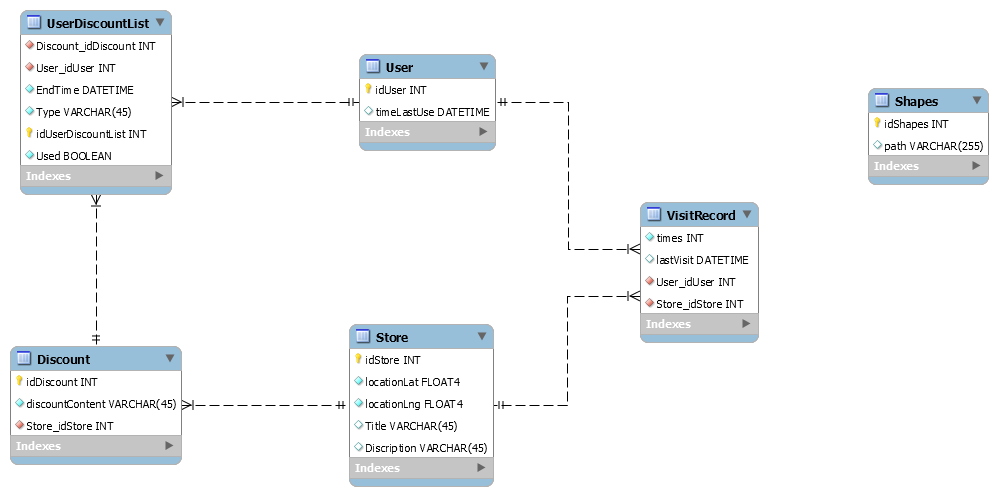 UserDiscountList
Discount_idDiscount INT
User_idUser INT
EndTime DATETIME
Type VARCHAR(45)
idUserDiscountList INT
Used BOOLEAN
Indexes
User
idUser INT
timeLastUse DATETIME
Indexes
Shapes
idShapes INT
path VARCHAR(255)
Indexes
VisitRecord
times INT
lastVisit DATETIME
User_idUser INT
Store_idStore INT
Indexes
Discount
idDiscount INT
discountContent VARCHAR(45)
Store_idStore INT
Indexes
Store
idStore INT
locationLat FLOAT4
locationLng FLOAT4
Title VARCHAR(45)
Discription VARCHAR(45)
Indexes